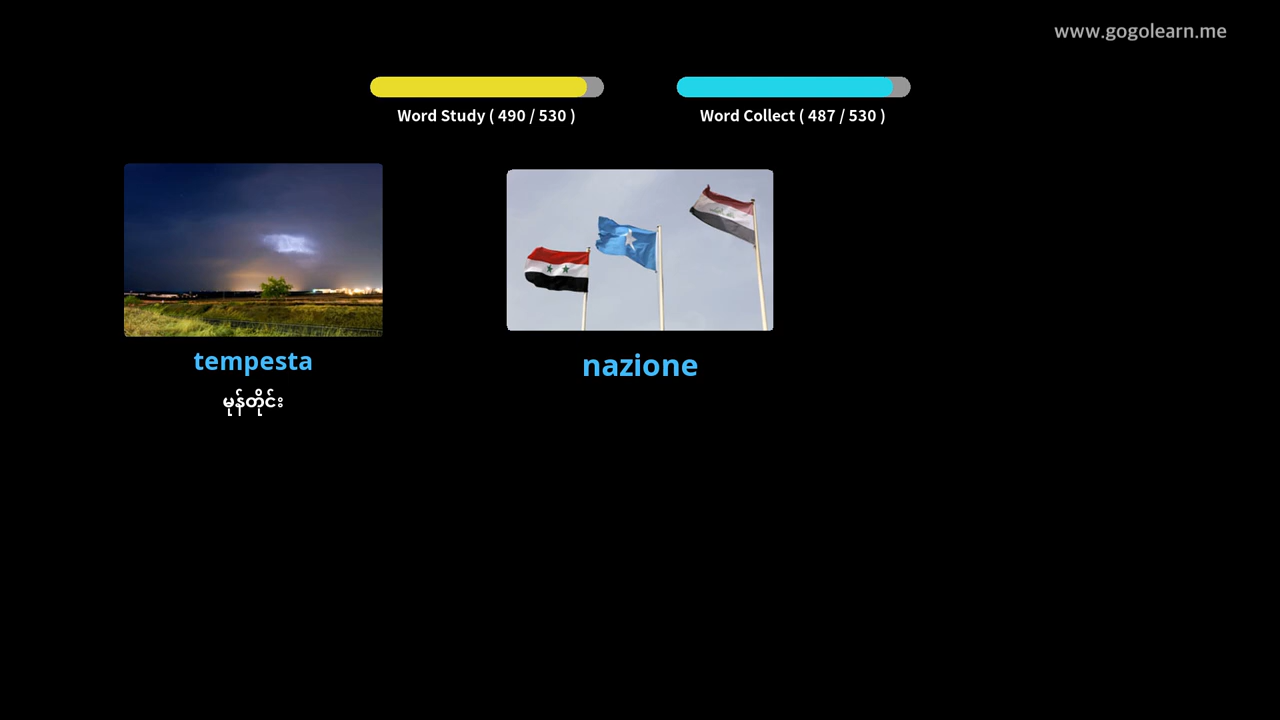 www.gogolearn.me
Word Study ( 490 / 530 )
Word Collect ( 487 / 530 )
tempesta
မုန်တိုင်း
nazione